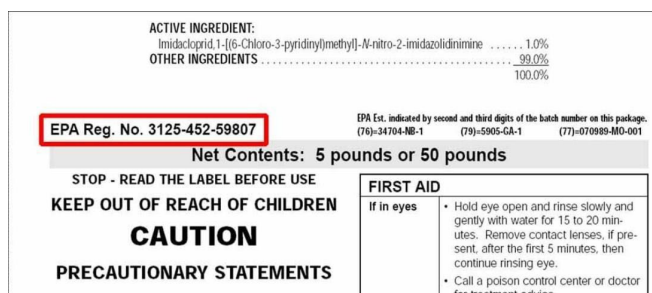 ACTIVE INGREDIENT:
Imidacloprid,1-[(6-Chloro-3-pyridinyl)methyl]-N-nitro-2-imidazolidinimine ...... 1.0%
OTHER INGREDIENTS ............................................ 99.0%
100.0%
EPA Reg. No. 3125-452-59807
EPA Est. indicated by second and third digits of the batch number on this package.
(76)=34704-NB-1 (79)=5905-GA-1 (77)=070989-MO-001
Net Contents: 5 pounds or 50 pounds
STOP - READ THE LABEL BEFORE USE
KEEP OUT OF REACH OF CHILDREN
CAUTION
PRECAUTIONARY STATEMENTS
FIRST AID
If in eyes
• Hold eye open and rinse slowly and
gently with water for 15 to 20 min-
utes. Remove contact lenses, if pre-
sent, after the first 5 minutes, then
continue rinsing eye.
• Call a poison control center or doctor
for treatment advice.